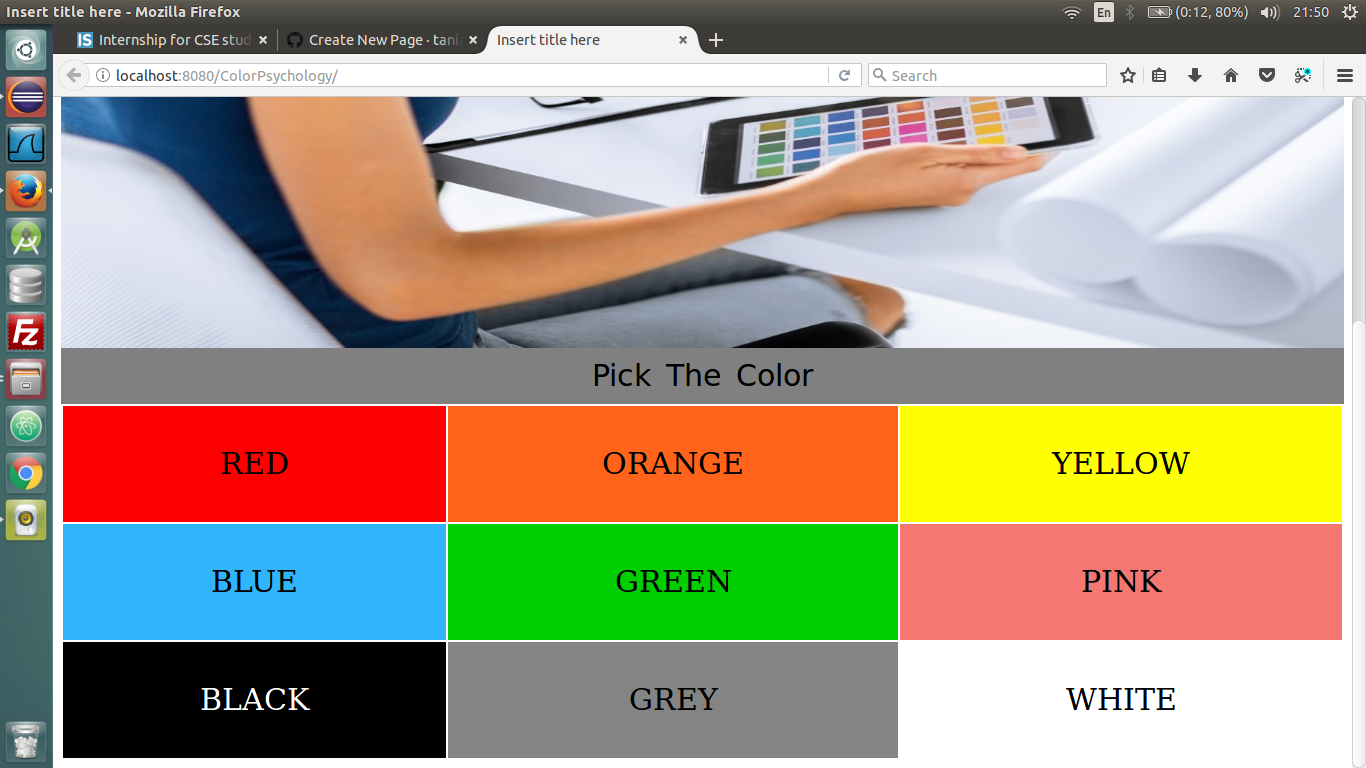 Insert title here - Mozilla Firefox
En
(0:12, 80%)
21:50
Internship for CSE stud
Create New Page · tani
Insert title here
localhost:8080/ColorPsychology/
Search
Pick The Color
RED ORANGE YELLOW
BLUE GREEN PINK
BLACK GREY WHITE